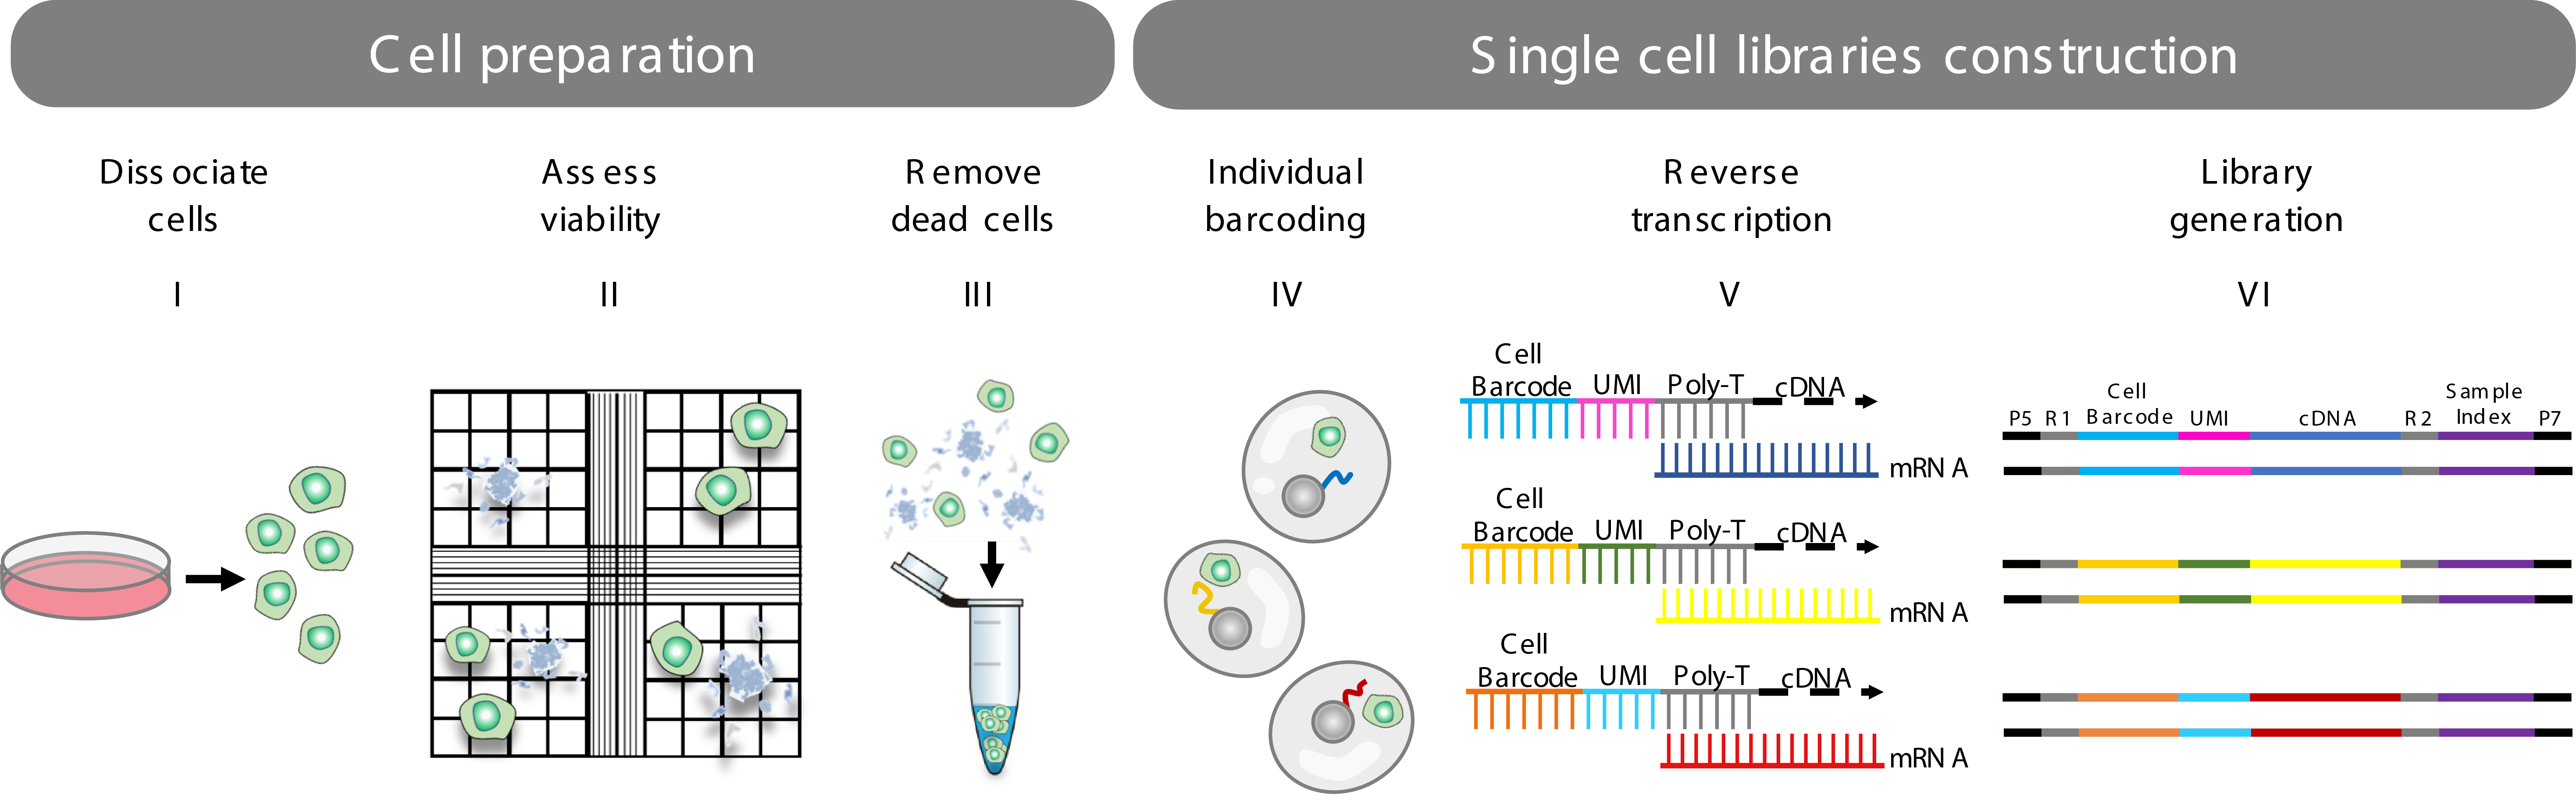 Cell preparation
Single cell libraries construction
Dissociate
cells
I
Assess
viability
II
Remove
dead cells
III
Individual
barcoding
IV
Reverse
transcription
V
Library
generation
VI
Cell
Barcode UMI Poly-T cDNA
mRNA
Cell
Barcode UMI Poly-T cDNA
mRNA
Cell
Barcode UMI Poly-T cDNA
mRNA
Cell Sample
P5 R1 Barcode UMI cDNA R2 Index P7